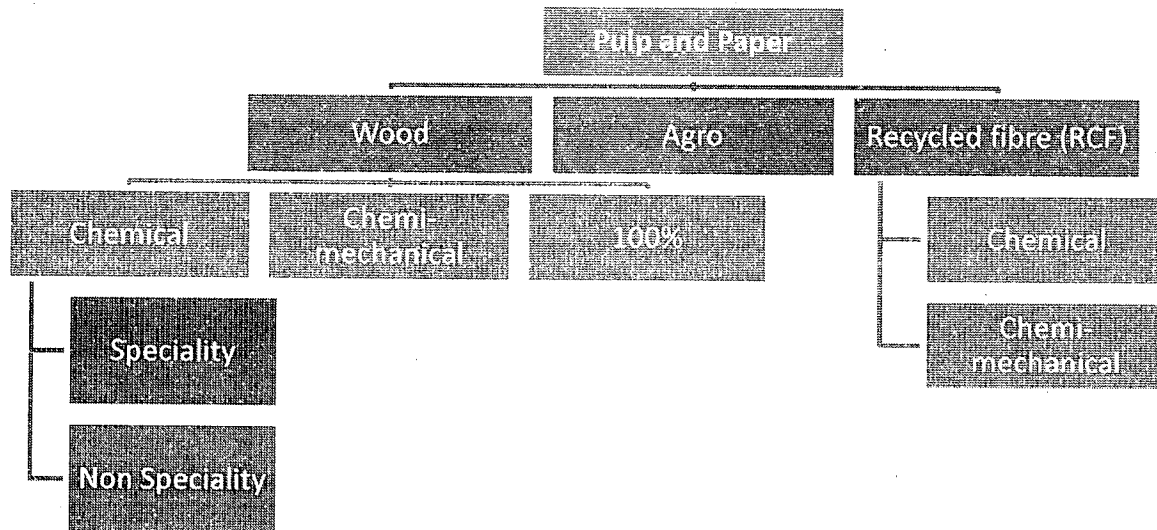 Pulp and Paper
Wood
Agro
Recycled fibre (RCF)
Chemical
Chemi-
mechanical
100%
Chemical
Chemi-
mechanical
Speciality
Non Speciality